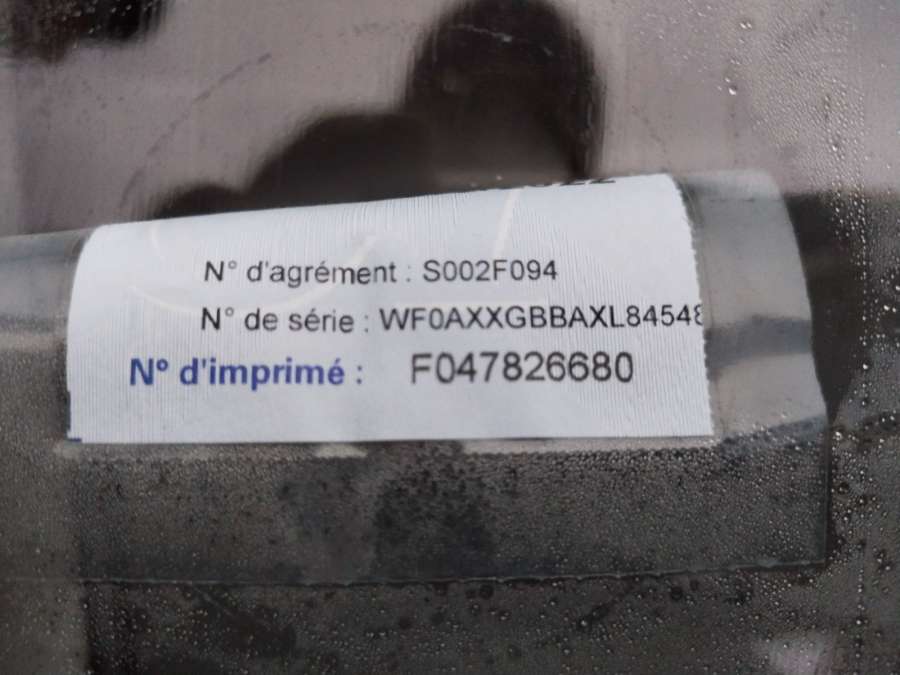 N° d'agrément : S002F094
N° de série : WF0AXXGBBAXL84548
N° d'imprimé : F047826680